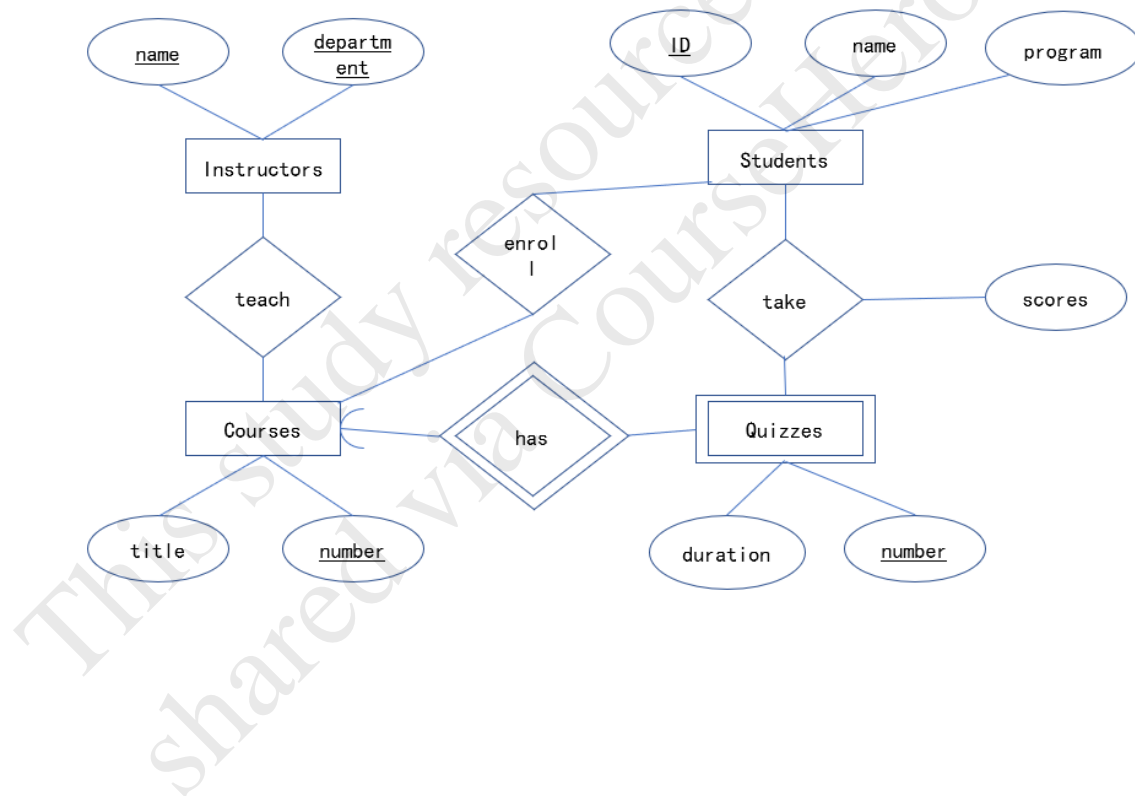 name
departm
ent
ID
name
program
Instructors
Students
enrol
l
teach
take
scores
Courses
has
Quizzes
title
number
duration
number
This study resource
shared via CourseHero